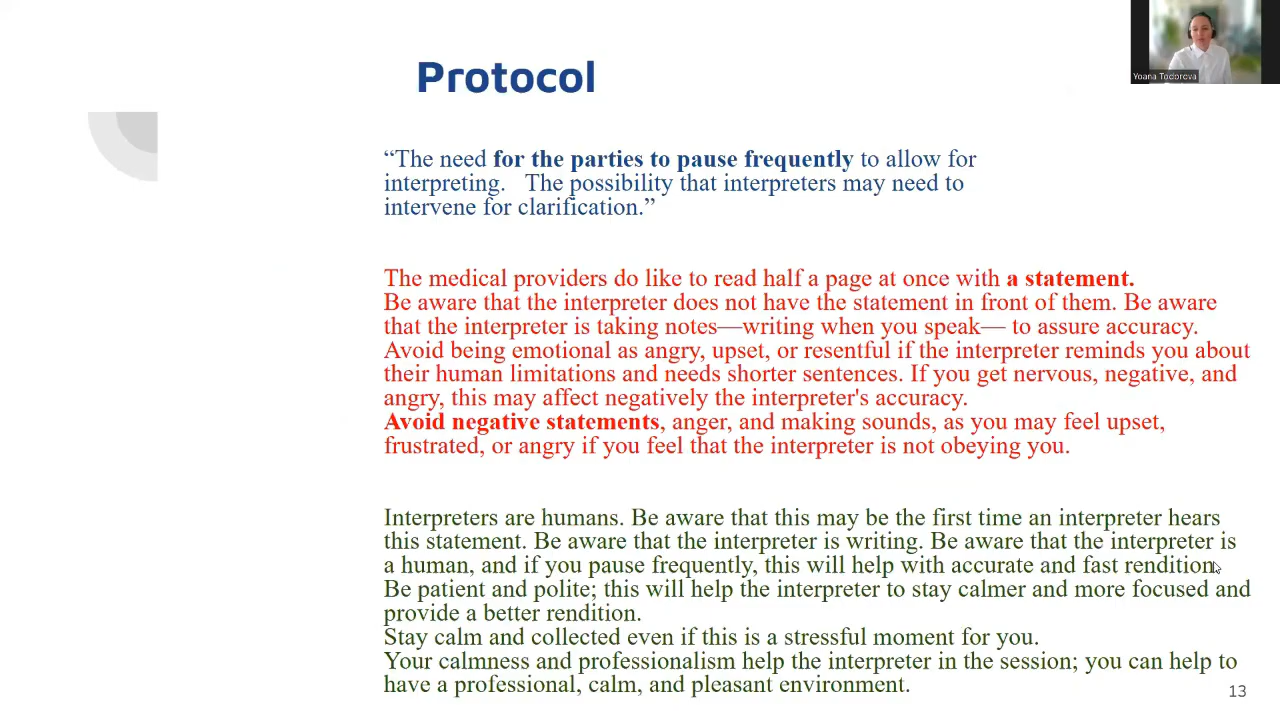 Yoana Todorova
Protocol
“The need for the parties to pause frequently to allow for
interpreting.   The possibility that interpreters may need to
intervene for clarification.”
The medical providers do like to read half a page at once with a statement.
Be aware that the interpreter does not have the statement in front of them. Be aware
that the interpreter is taking notes—writing when you speak— to assure accuracy.
Avoid being emotional as angry, upset, or resentful if the interpreter reminds you about
their human limitations and needs shorter sentences. If you get nervous, negative, and
angry, this may affect negatively the interpreter's accuracy.
Avoid negative statements, anger, and making sounds, as you may feel upset,
frustrated, or angry if you feel that the interpreter is not obeying you.
Interpreters are humans. Be aware that this may be the first time an interpreter hears
this statement. Be aware that the interpreter is writing. Be aware that the interpreter is
a human, and if you pause frequently, this will help with accurate and fast rendition.
Be patient and polite; this will help the interpreter to stay calmer and more focused and
provide a better rendition.
Stay calm and collected even if this is a stressful moment for you.
Your calmness and professionalism help the interpreter in the session; you can help to
have a professional, calm, and pleasant environment.
13